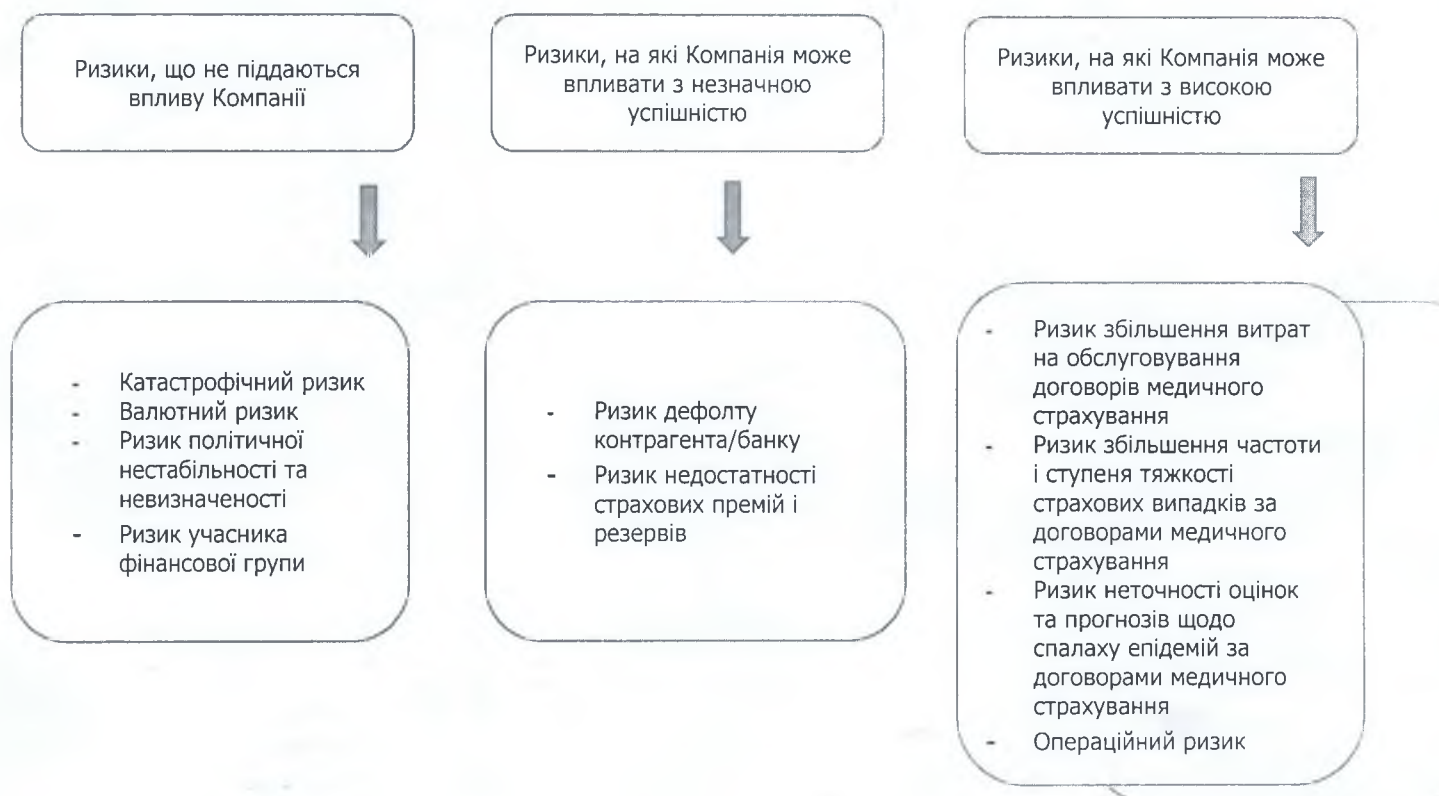 Ризики, що не піддаються
впливу Компанії
Ризики, на які Компанія може
впливати з незначною
успішністю
Ризики, на які Компанія може
впливати з високою
успішністю
- Катастрофічний ризик
- Валютний ризик
- Ризик політичної
нестабільності та
невизначеності
- Ризик учасника
фінансової групи
- Ризик дефолту
контрагента/банку
- Ризик недостатності
страхових премій і
резервів
- Ризик збільшення витрат
на обслуговування
договорів медичного
страхування
- Ризик збільшення частоти
і ступеня тяжкості
страхових випадків за
договорами медичного
страхування
- Ризик неточності оцінок
та прогнозів щодо
спалаху епідемій за
договорами медичного
страхування
- Операційний ризик